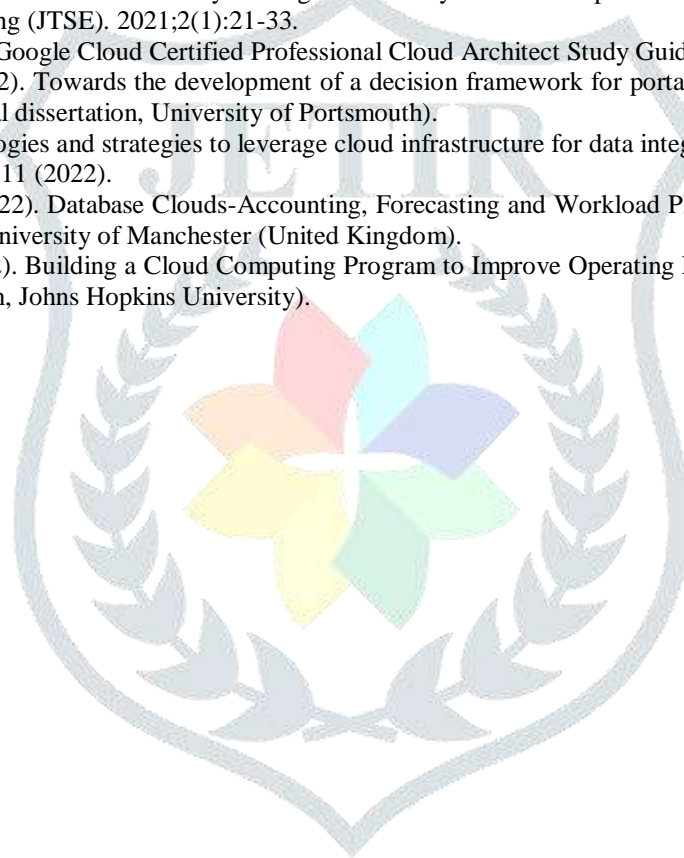 ng (JTSE). 2021;2(1):21-33.
Google Cloud Certified Professional Cloud Architect Study Guid
2). Towards the development of a decision framework for porta
al dissertation, University of Portsmouth).
ogies and strategies to leverage cloud infrastructure for data integ
11 (2022).
22). Database Clouds-Accounting, Forecasting and Workload P
niversity of Manchester (United Kingdom).
2). Building a Cloud Computing Program to Improve Operating
n, Johns Hopkins University).
JETIR